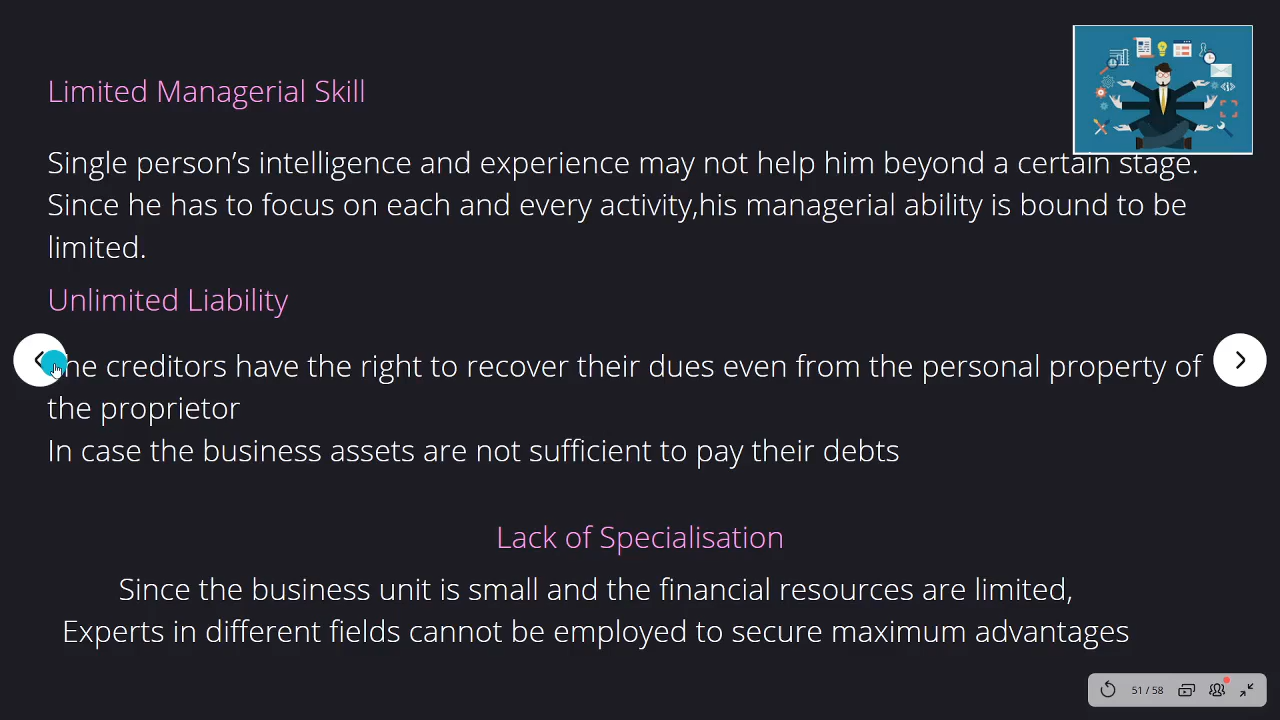 Limited Managerial Skill
Single person’s intelligence and experience may not help him beyond a certain stage.
Since he has to focus on each and every activity,his managerial ability is bound to be
limited.
Unlimited Liability
he creditors have the right to recover their dues even from the personal property of
the proprietor
In case the business assets are not sufficient to pay their debts
Lack of Specialisation
Since the business unit is small and the financial resources are limited,
Experts in different fields cannot be employed to secure maximum advantages
51 / 58